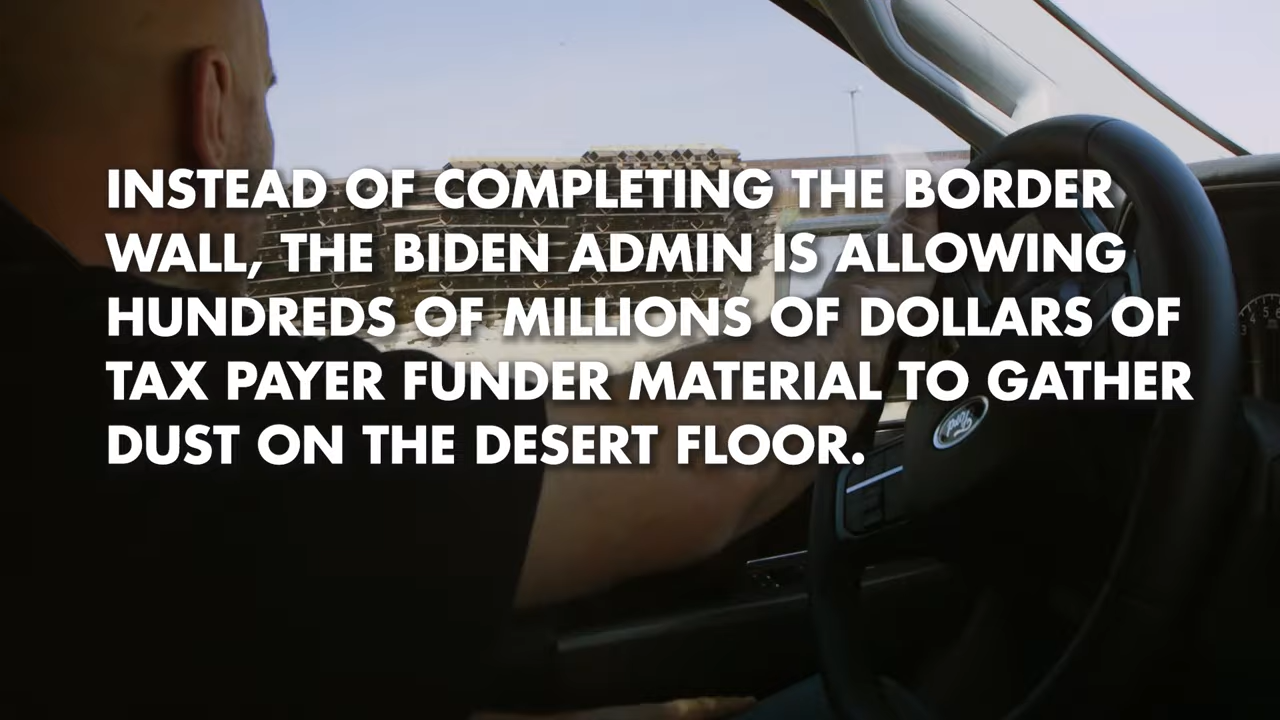 INSTEAD OF COMPLETING THE BORDER
WALL, THE BIDEN ADMIN IS ALLOWING
HUNDREDS OF MILLIONS OF DOLLARS OF
TAX PAYER FUNDER MATERIAL TO GATHER
DUST ON THE DESERT FLOOR.
Ford